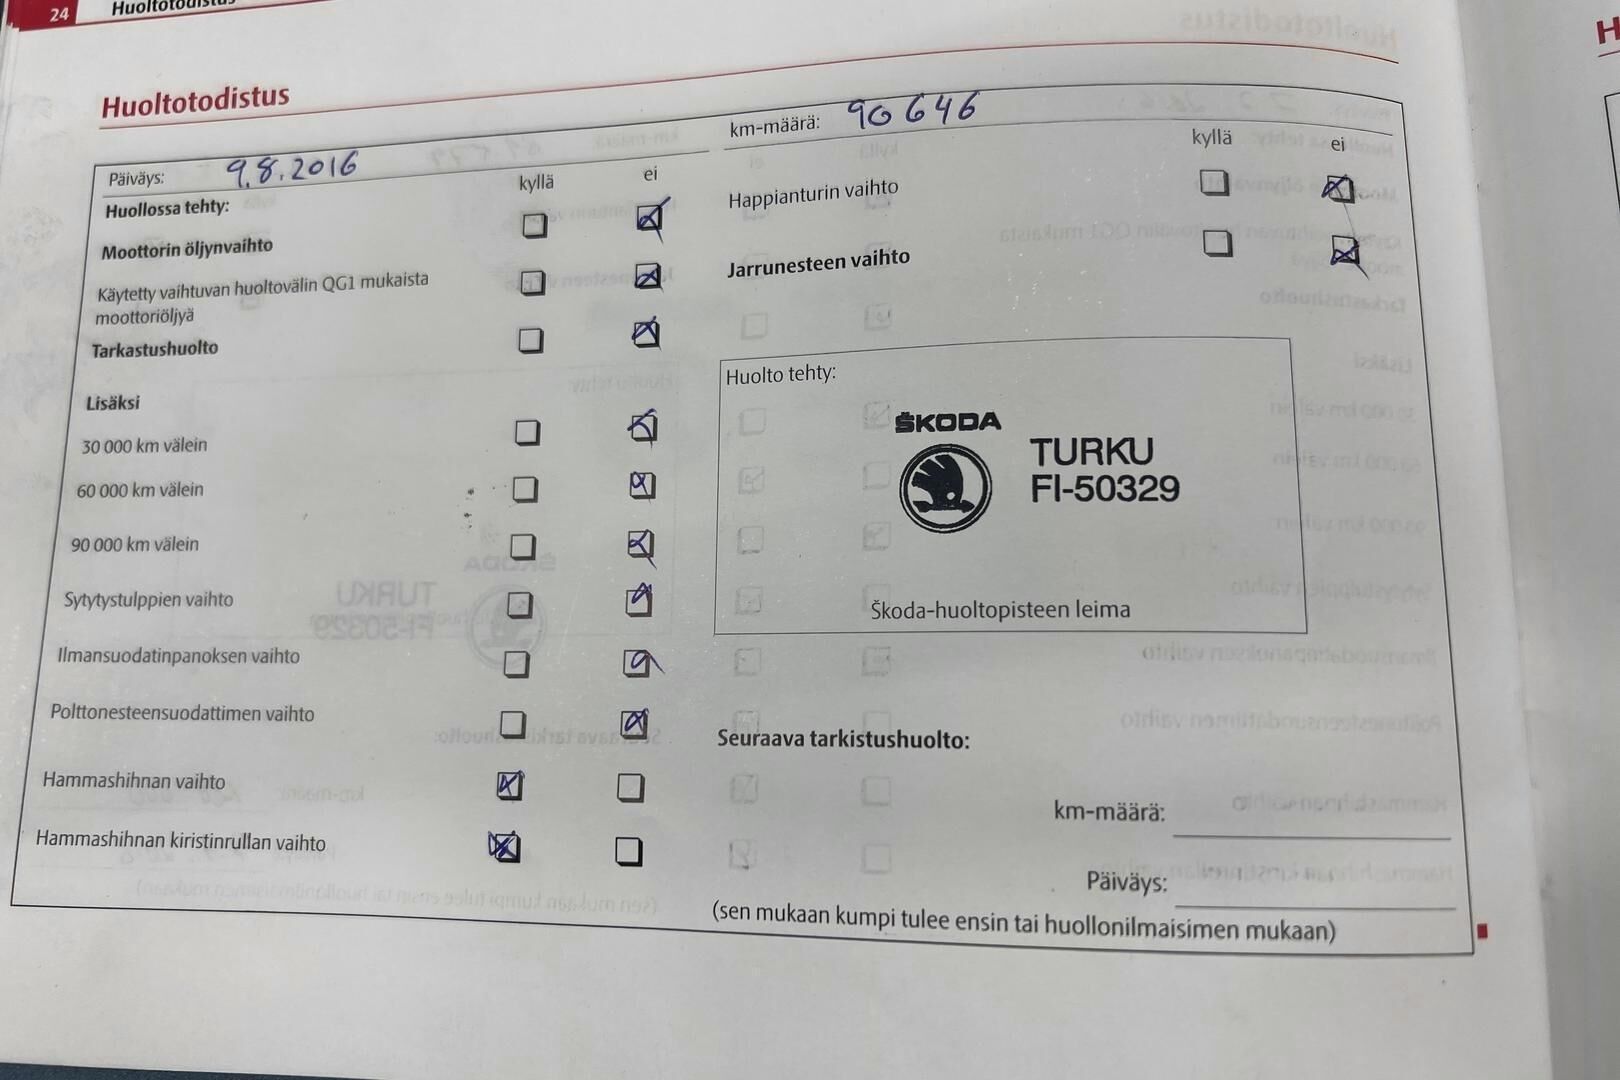 24
Huoltotodistus
Huoltotodistus
Päiväys: 9.8.2016
km-määrä: 90 646
Huollossa tehty: kyllä ei
Moottorin öljynvaihto
Käytetty vaihtuvan huoltovälin QG1 mukaista
moottoriöljyä
Tarkastushuolto
Lisäksi
30 000 km välein
60 000 km välein
90 000 km välein
Sytytystulppien vaihto
Ilmansuodatinpanoksen vaihto
Polttonesteensuodattimen vaihto
Hammashihnan vaihto
Hammashihnan kiristinrullan vaihto
kyllä ei
Happianturin vaihto
Jarrunesteen vaihto
Huolto tehty:
ŠKODA
TURKU
FI-50329
Škoda-huoltopisteen leima
Seuraava tarkistushuolto:
km-määrä:
Päiväys:
(sen mukaan kumpi tulee ensin tai huollonilmaisimen mukaan)
H